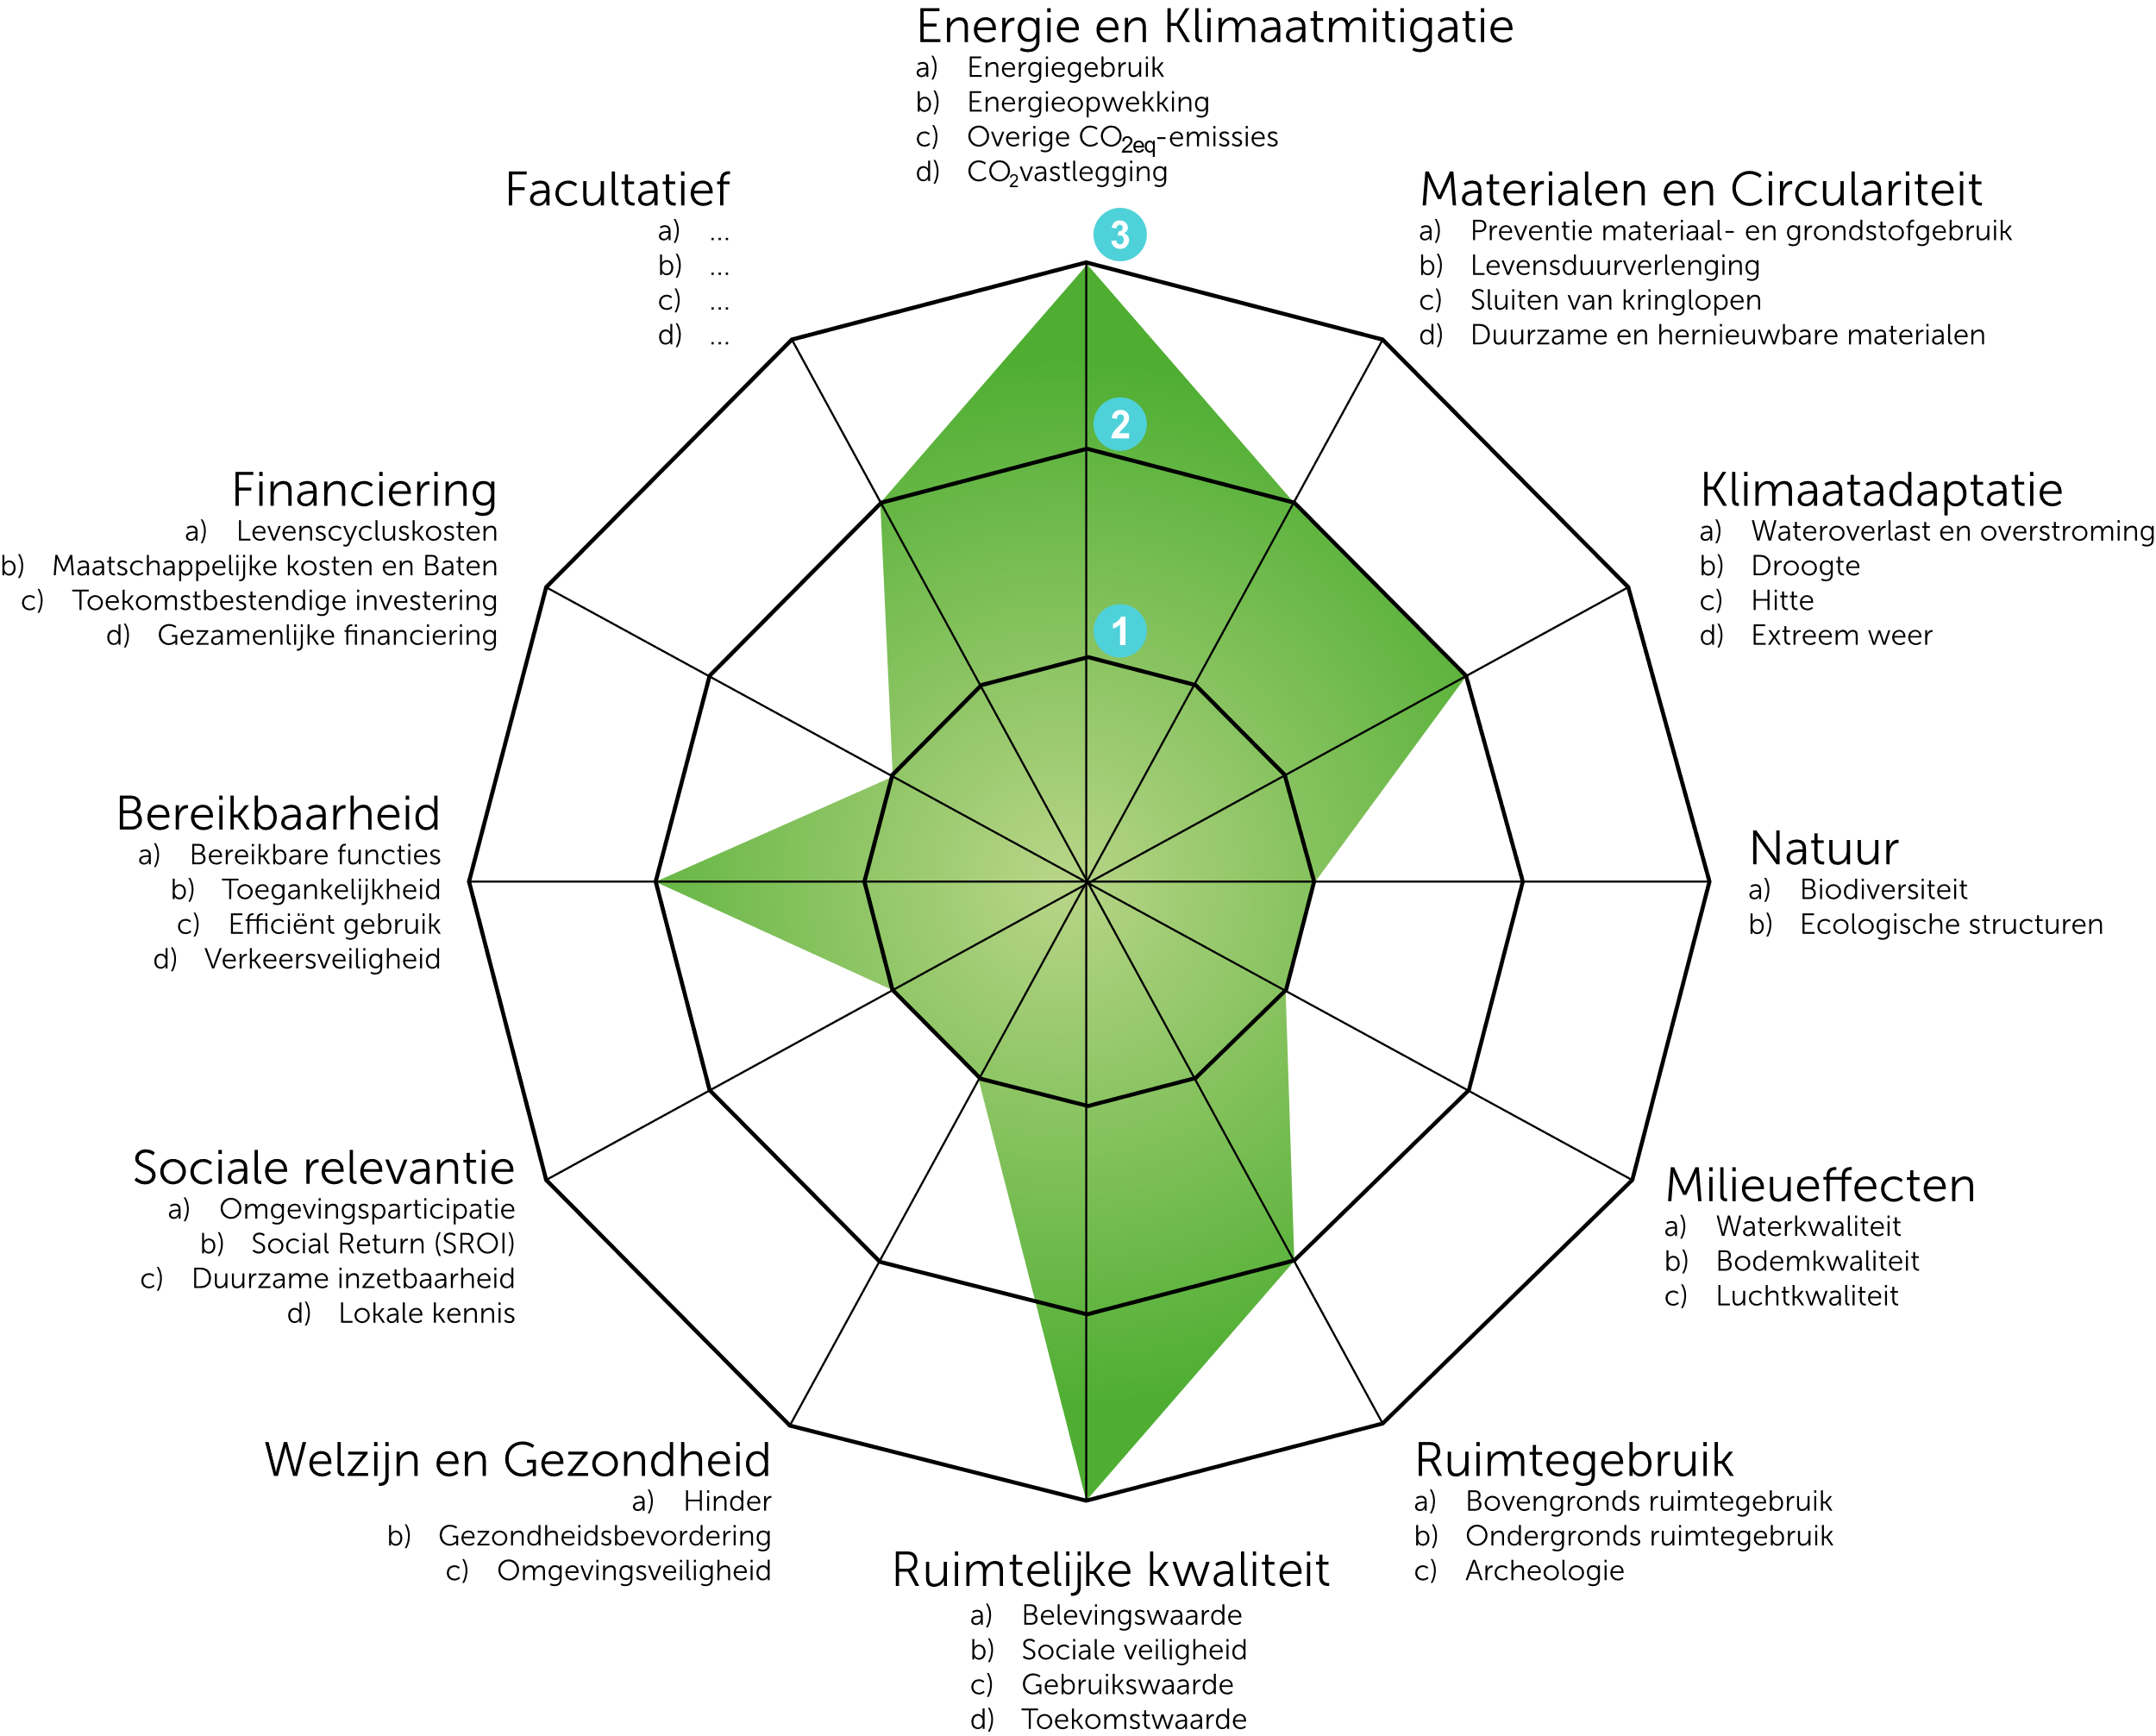 Energie en Klimaatmitigatie
a) Energiegebruik
b) Energieopwekking
c) Overige CO2eq-emissies
d) CO2vastlegging
Materialen en Circulariteit
a) Preventie materiaal- en grondstofgebruik
b) Levensduurverlenging
c) Sluiten van kringlopen
d) Duurzame en hernieuwbare materialen
Klimaatadaptatie
a) Wateroverlast en overstroming
b) Droogte
c) Hitte
d) Extreem weer
Natuur
a) Biodiversiteit
b) Ecologische structuren
Milieueffecten
a) Waterkwaliteit
b) Bodemkwaliteit
c) Luchtkwaliteit
Ruimtegebruik
a) Bovengronds ruimtegebruik
b) Ondergronds ruimtegebruik
c) Archeologie
Ruimtelijke kwaliteit
a) Belevingswaarde
b) Sociale veiligheid
c) Gebruikswaarde
d) Toekomstwaarde
Welzijn en Gezondheid
a) Hinder
b) Gezondheidsbevordering
c) Omgevingsveiligheid
Sociale relevantie
a) Omgevingsparticipatie
b) Social Return (SROI)
c) Duurzame inzetbaarheid
d) Lokale kennis
Bereikbaarheid
a) Bereikbare functies
b) Toegankelijkheid
c) Efficiënt gebruik
d) Verkeersveiligheid
Financiering
a) Levenscycluskosten
b) Maatschappelijke kosten en Baten
c) Toekomstbestendige investering
d) Gezamenlijke financiering
Facultatief
a) ...
b) ...
c) ...
d) ...
3
2
1